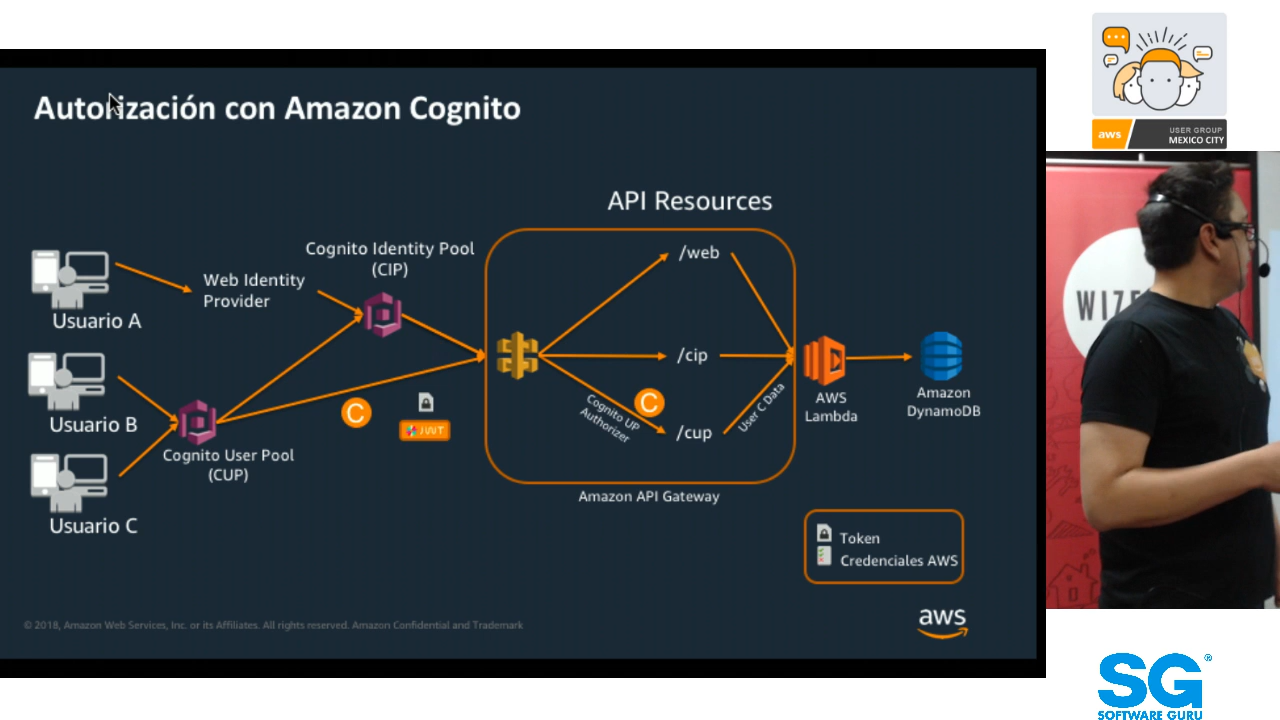 Autorización con Amazon Cognito
API Resources
Cognito Identity Pool
(CIP)
Web Identity
Provider
Usuario A
Usuario B
Usuario C
Cognito User Pool
(CUP)
C
JWT
/web
/cip
/cup
C
Cognito UP
Authorizer
User C Data
Amazon API Gateway
AWS
Lambda
Amazon
DynamoDB
Token
Credenciales AWS
aws
© 2018, Amazon Web Services, Inc. or its Affiliates. All rights reserved. Amazon Confidential and Trademark
aws
USER GROUP
MEXICO CITY
SG
®
SOFTWARE GURU